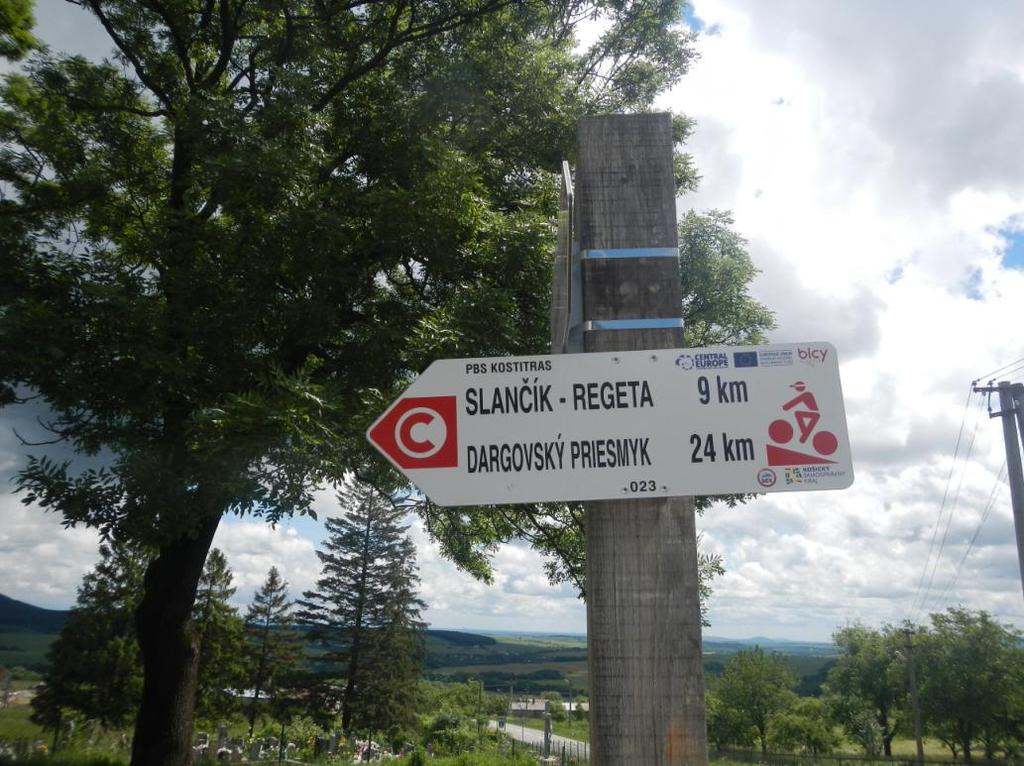 PBS KOSTITRAS
CENTRAL EUROPE
bicy
SLANČÍK - REGETA 9 km
C
DARGOVSKÝ PRIESMYK 24 km
KOŠICKÝ
SAMOSPRÁVNY
KRAJ
023